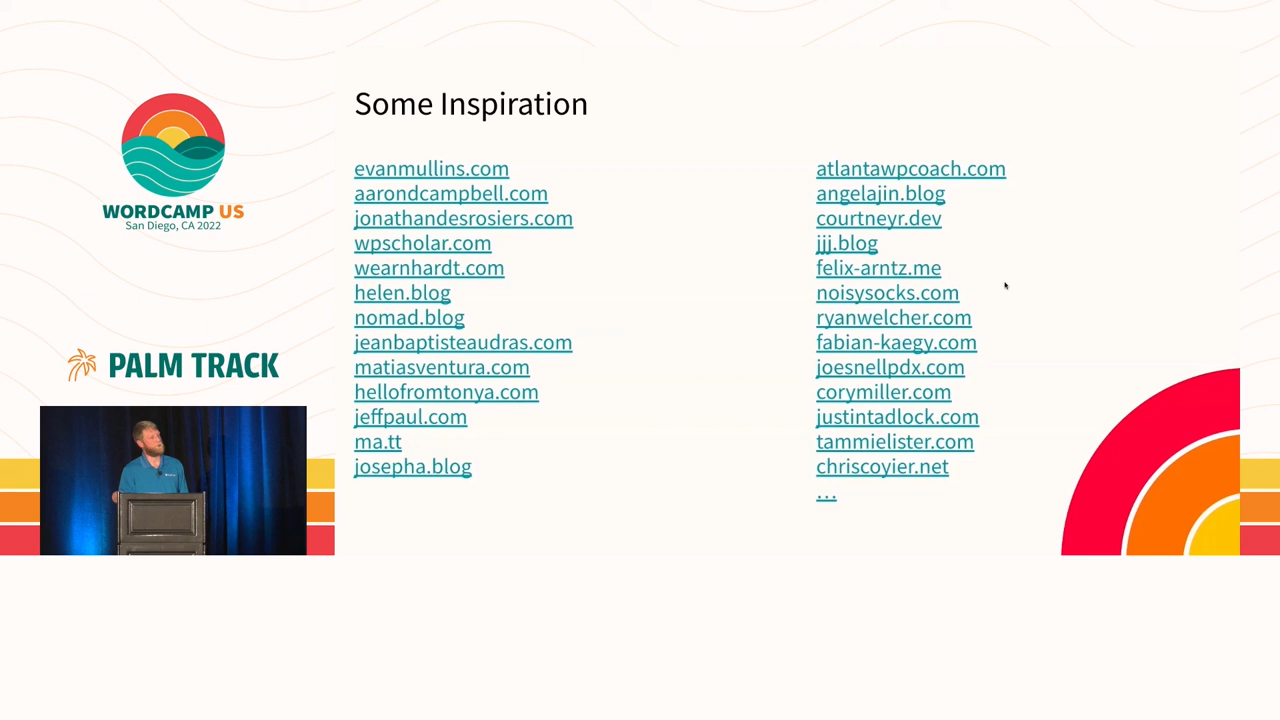 WORDCAMP US
San Diego, CA 2022
PALM TRACK
Some Inspiration
evanmullins.com
aarondcampbell.com
jonathandesrosiers.com
wpscholar.com
wearnhardt.com
helen.blog
nomad.blog
jeanbaptisteaudras.com
matiasventura.com
hellofromtonya.com
jeffpaul.com
ma.tt
josepha.blog
atlantawpcoach.com
angelajin.blog
courtneyr.dev
jjj.blog
felix-arntz.me
noisysocks.com
ryanwelcher.com
fabian-kaegy.com
joesnellpdx.com
corymiller.com
justintadlock.com
tammielister.com
chriscoyier.net
...